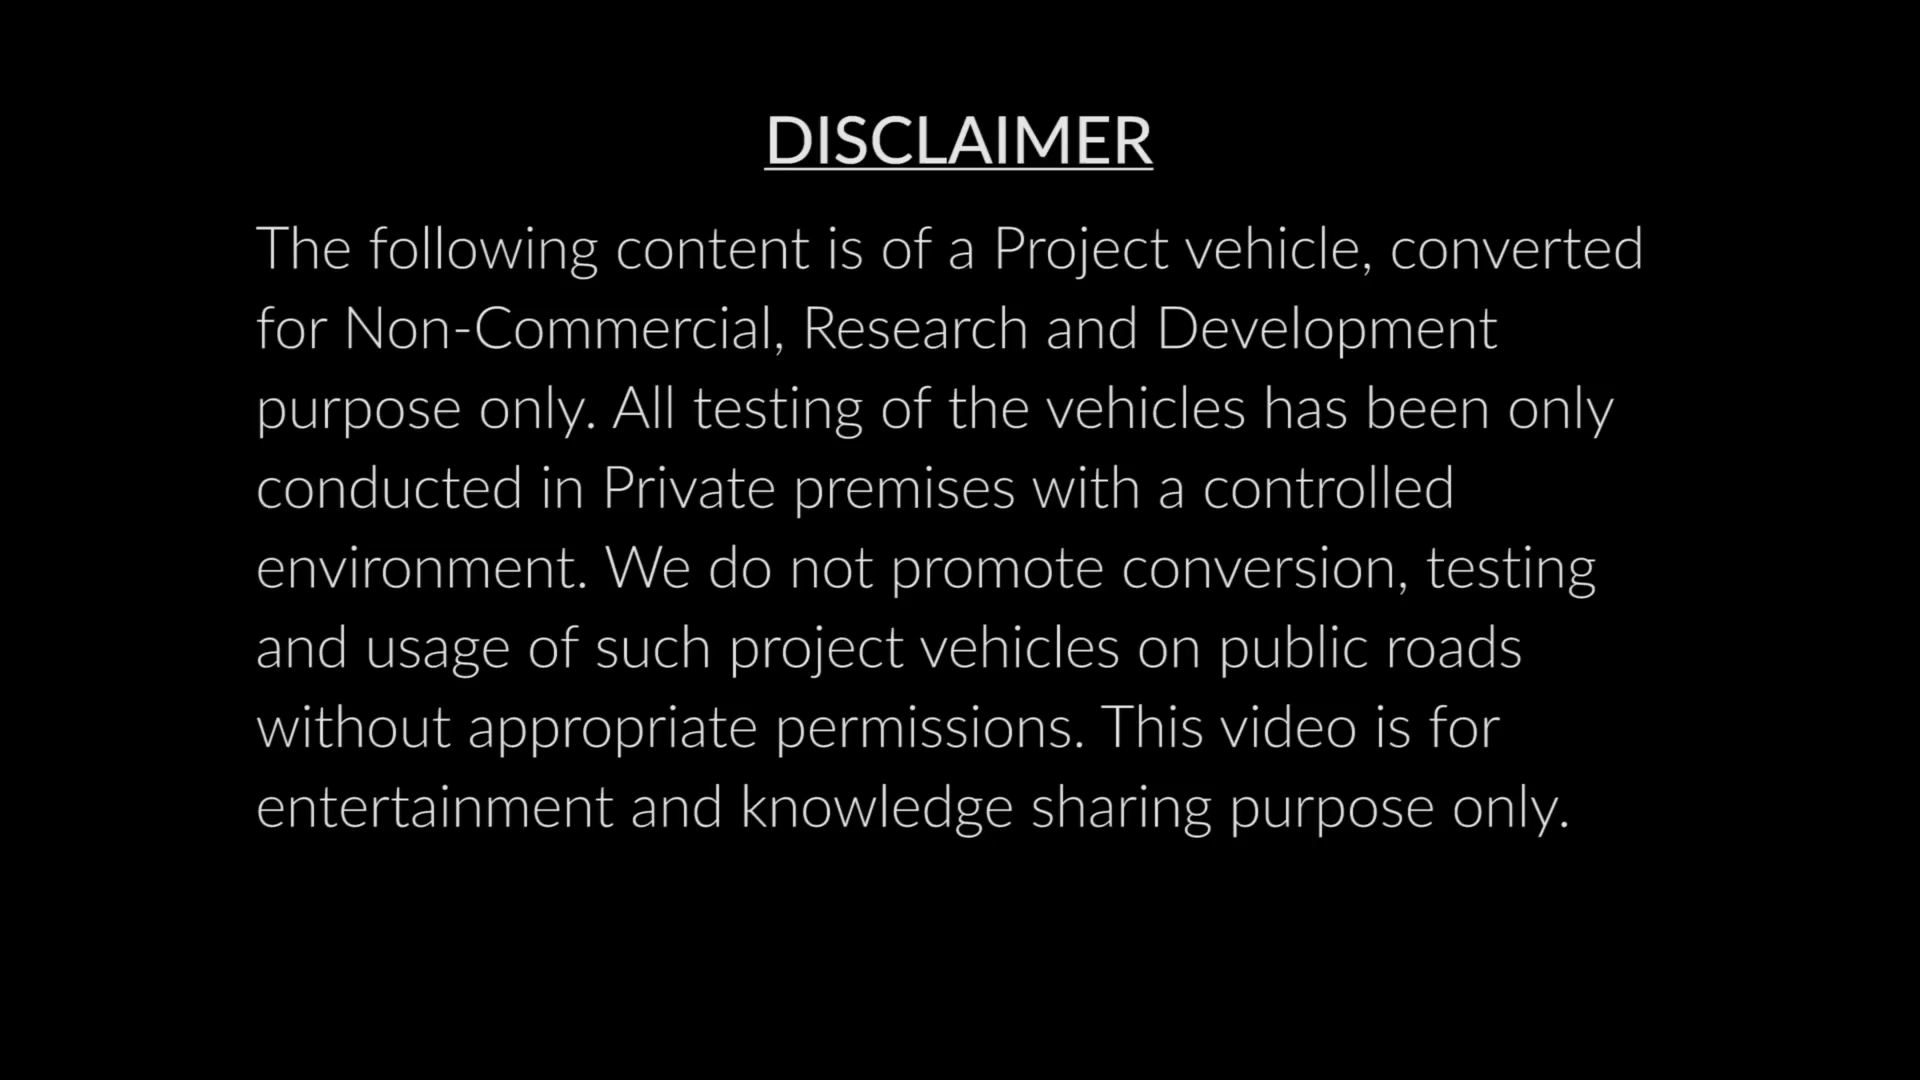 DISCLAIMER
The following content is of a Project vehicle, converted
for Non-Commercial, Research and Development
purpose only. All testing of the vehicles has been only
conducted in Private premises with a controlled
environment. We do not promote conversion, testing
and usage of such project vehicles on public roads
without appropriate permissions. This video is for
entertainment and knowledge sharing purpose only.